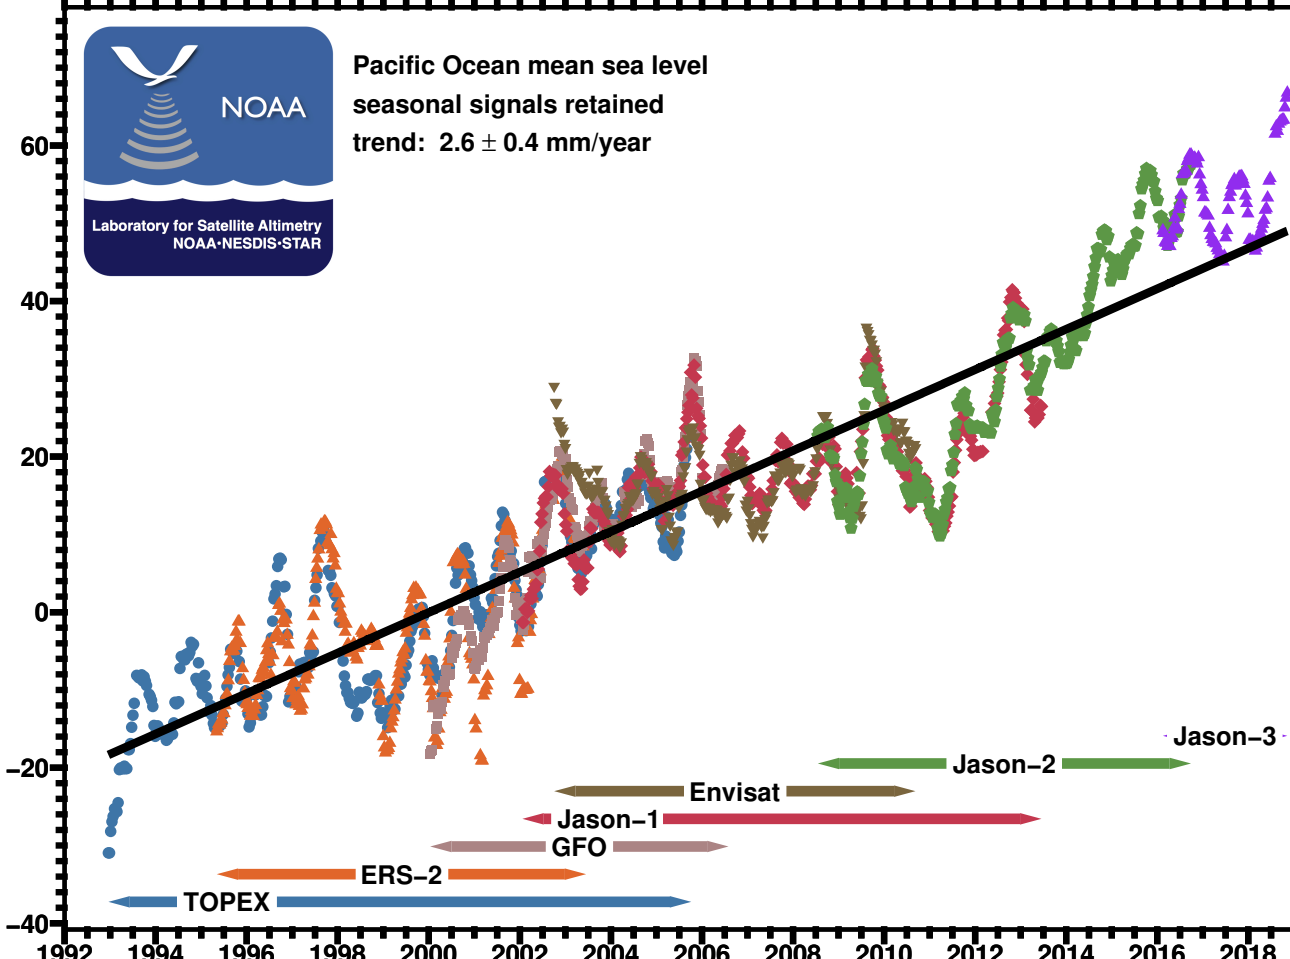 NOAA
Laboratory for Satellite Altimetry
NOAA•NESDIS•STAR
Pacific Ocean mean sea level
seasonal signals retained
trend: 2.6 ± 0.4 mm/year
60
40
20
0
−20
−40
Jason−3
Jason−2
Envisat
Jason−1
GFO
ERS−2
TOPEX
1992 1994 1996 1998 2000 2002 2004 2006 2008 2010 2012 2014 2016 2018